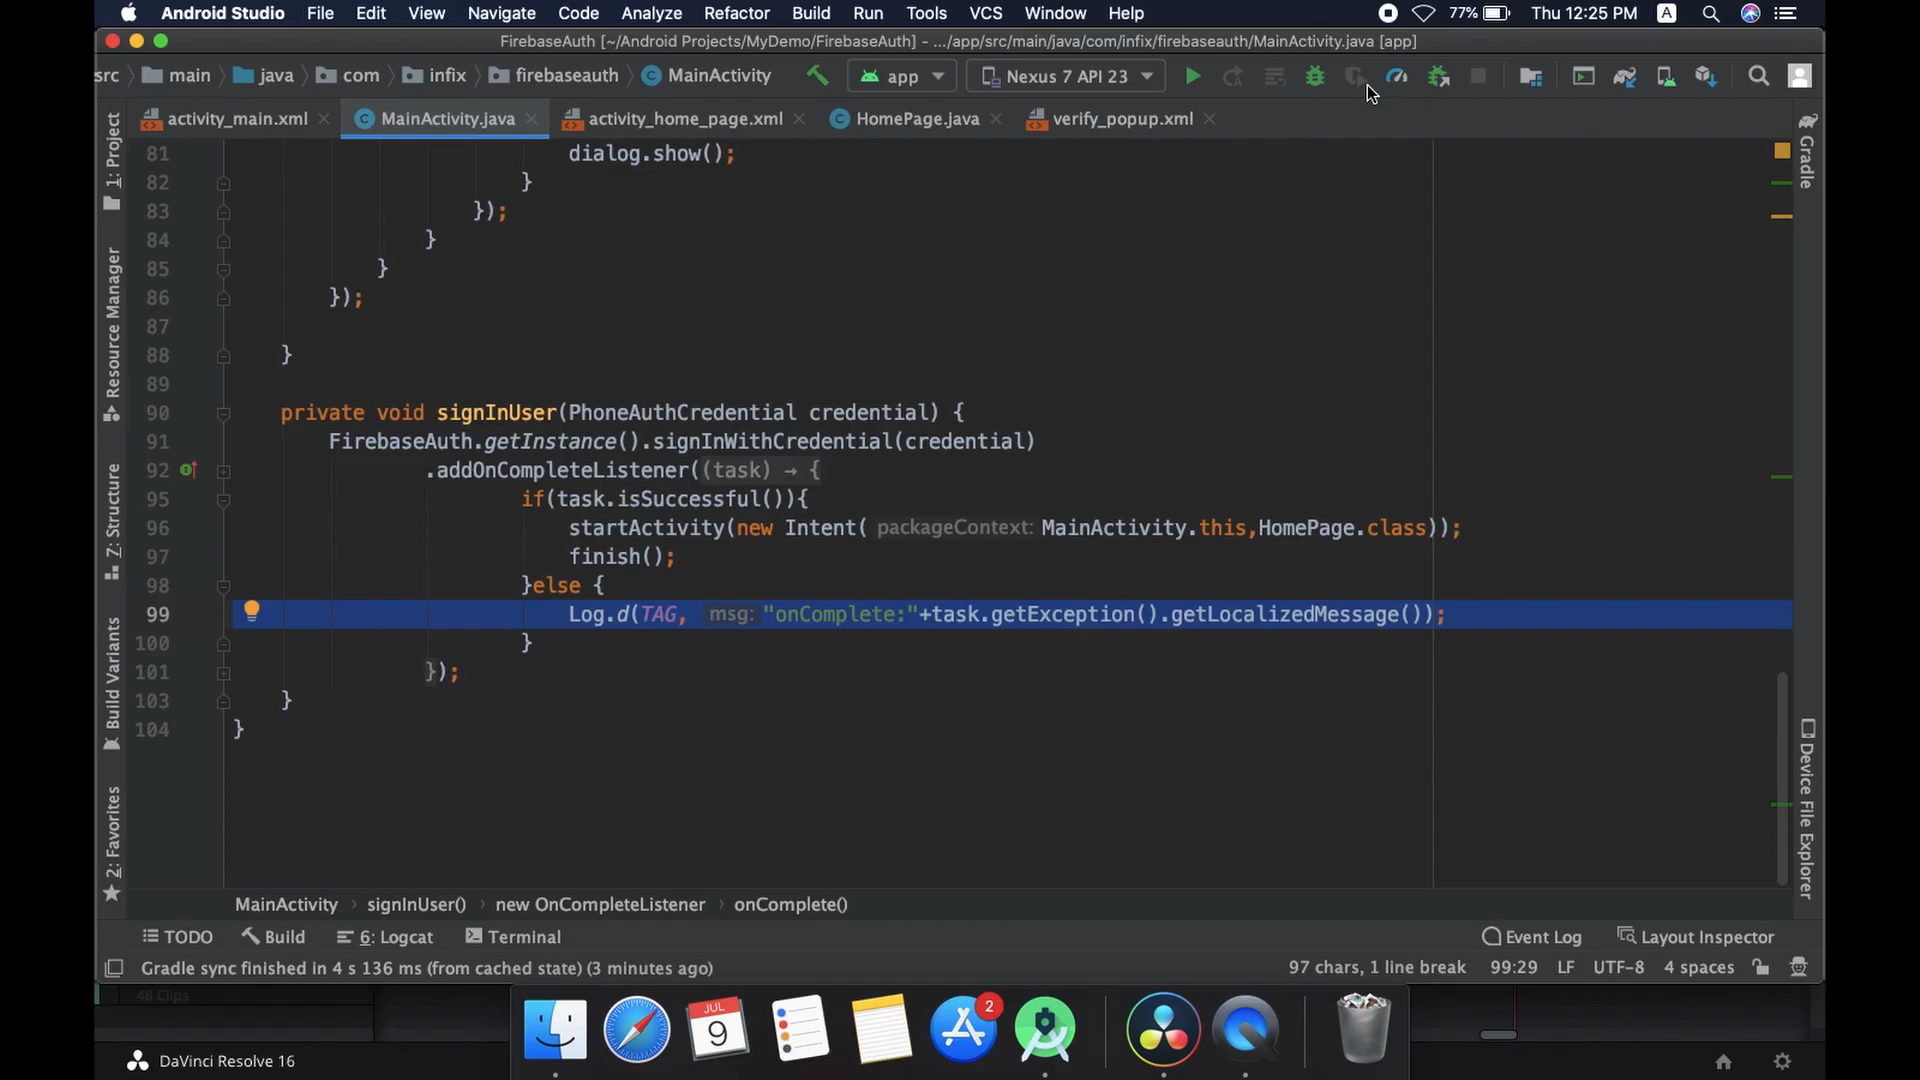 Android Studio File Edit View Navigate Code Analyze Refactor Build Run Tools VCS Window Help 77% Thu 12:25 PM A
FirebaseAuth [~/Android Projects/MyDemo/FirebaseAuth] - .../app/src/main/java/com/infix/firebaseauth/MainActivity.java [app]
src main java com infix firebaseauth MainActivity app Nexus 7 API 23
activity_main.xml MainActivity.java activity_home_page.xml HomePage.java verify_popup.xml
1: Project
Resource Manager
Z: Structure
Build Variants
2: Favorites
81 dialog.show();
82 }
83 });
84 }
85 }
86 });
87
88 }
89
90 private void signInUser(PhoneAuthCredential credential) {
91 FirebaseAuth.getInstance().signInWithCredential(credential)
92 .addOnCompleteListener((task) → {
95 if(task.isSuccessful()){
96 startActivity(new Intent( packageContext: MainActivity.this,HomePage.class));
97 finish();
98 }else {
99 Log.d(TAG, msg: "onComplete:"+task.getException().getLocalizedMessage());
100 }
101 });
103 }
104 }
Gradle
Device File Explorer
MainActivity signInUser() new OnCompleteListener onComplete()
TODO Build 6: Logcat Terminal Event Log Layout Inspector
Gradle sync finished in 4 s 136 ms (from cached state) (3 minutes ago) 97 chars, 1 line break 99:29 LF UTF-8 4 spaces
48 Clips
JUL
9
2
DaVinci Resolve 16